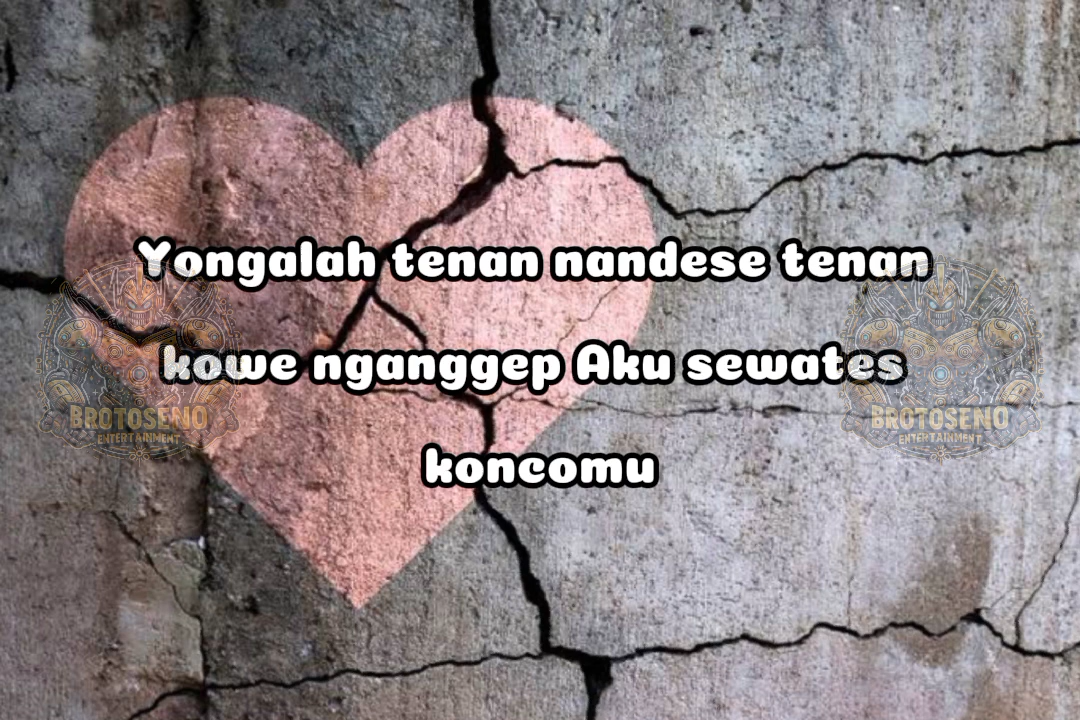 Yongalah tenan nandese tenan
kowe nganggep Aku sewates
koncomu
BROTOSENO
ENTERTAINMENT
BROTOSENO
ENTERTAINMENT